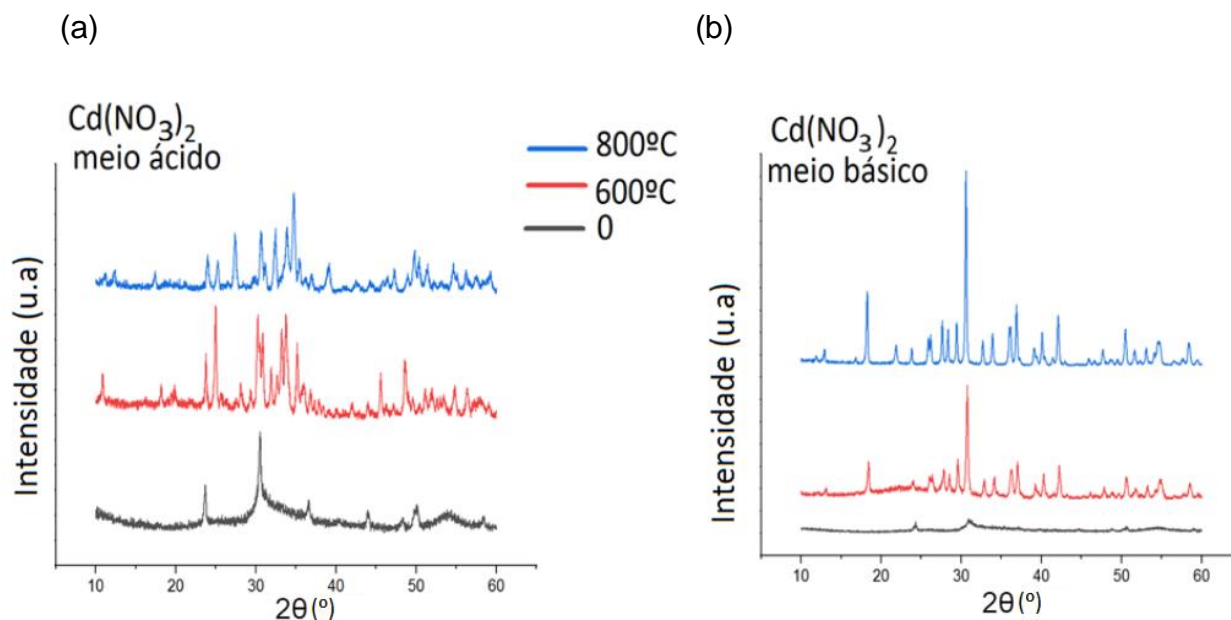 (a)
Cd(NO3)2
meio ácido
Intensidade (u.a)
10 20 30 40 50 60
2θ (º)
800ºC
600ºC
0
(b)
Cd(NO3)2
meio básico
Intensidade (u.a)
10 20 30 40 50 60
2θ (º)